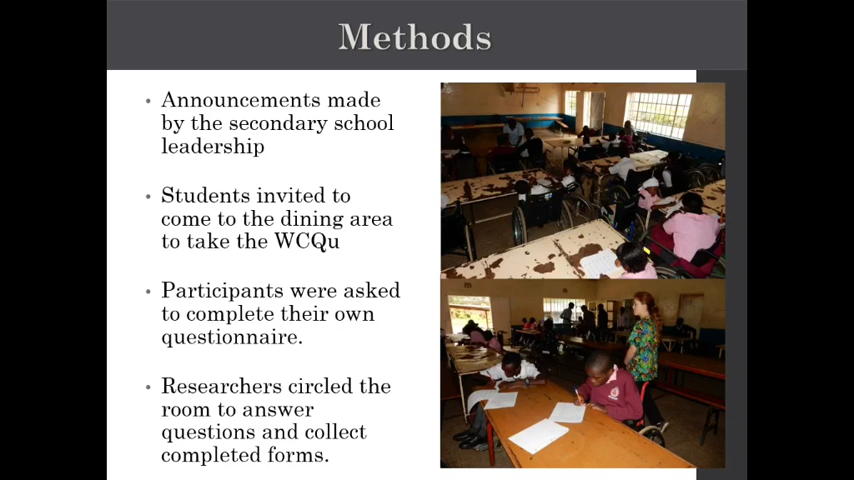 Methods
• Announcements made
by the secondary school
leadership
• Students invited to
come to the dining area
to take the WCQu
• Participants were asked
to complete their own
questionnaire.
• Researchers circled the
room to answer
questions and collect
completed forms.